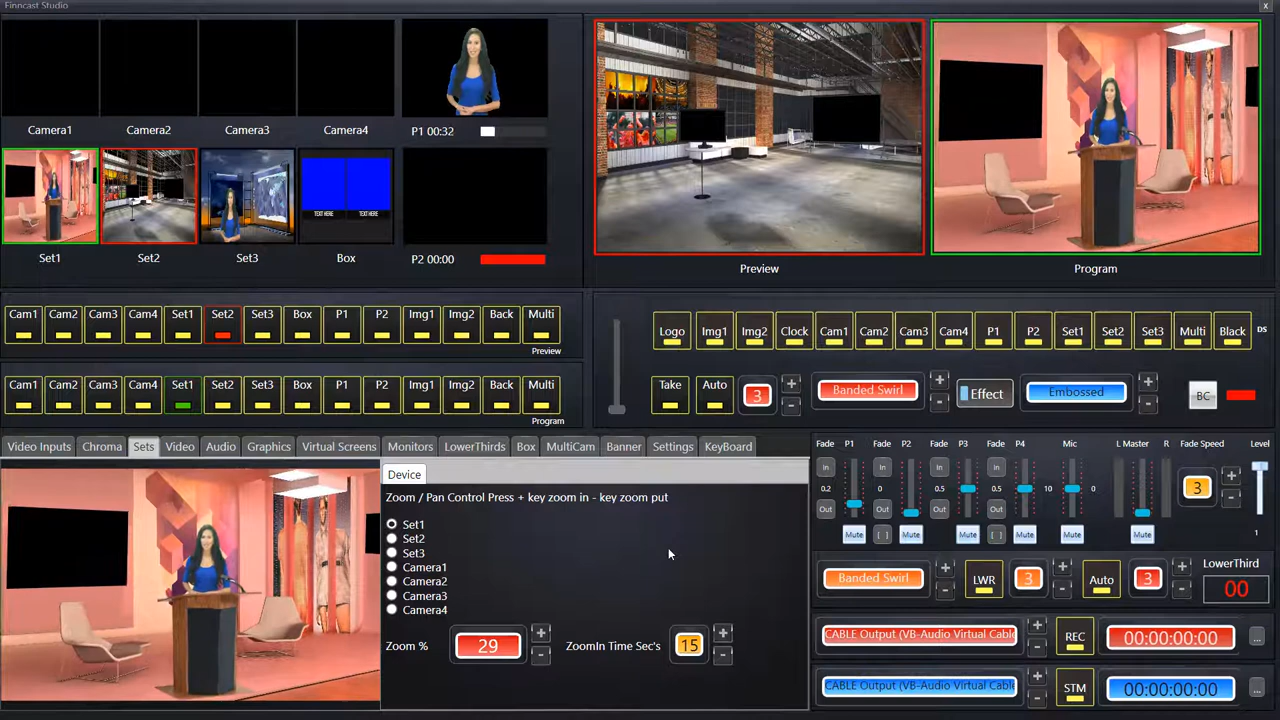 Finncast Studio
x
Camera1 Camera2 Camera3 Camera4 P1 00:32
TEXT HERE TEXT HERE
Set1 Set2 Set3 Box P2 00:00
Preview Program
Cam1 Cam2 Cam3 Cam4 Set1 Set2 Set3 Box P1 P2 Img1 Img2 Back Multi
Preview
Cam1 Cam2 Cam3 Cam4 Set1 Set2 Set3 Box P1 P2 Img1 Img2 Back Multi
Program
Logo Img1 Img2 Clock Cam1 Cam2 Cam3 Cam4 P1 P2 Set1 Set2 Set3 Multi Black DS
Take Auto 3 + - Banded Swirl + - Effect Embossed + - BC
Video Inputs Chroma Sets Video Audio Graphics Virtual Screens Monitors LowerThirds Box MultiCam Banner Settings KeyBoard
Device
Zoom / Pan Control Press + key zoom in - key zoom put
Set1
Set2
Set3
Camera1
Camera2
Camera3
Camera4
Zoom % 29 + - ZoomIn Time Sec's 15 + -
Fade P1 Fade P2 Fade P3 Fade P4 Mic L Master R Fade Speed Level
In In In In
0.2 0 0.5 0.5 10 0 3 + -
Out Out Out Out
Mute [ ] Mute Mute [ ] Mute Mute Mute 1
Banded Swirl + - LWR 3 + - Auto 3 + - LowerThird
00
CABLE Output (VB-Audio Virtual Cable + - REC 00:00:00:00 ...
CABLE Output (VB-Audio Virtual Cable + - STM 00:00:00:00 ...